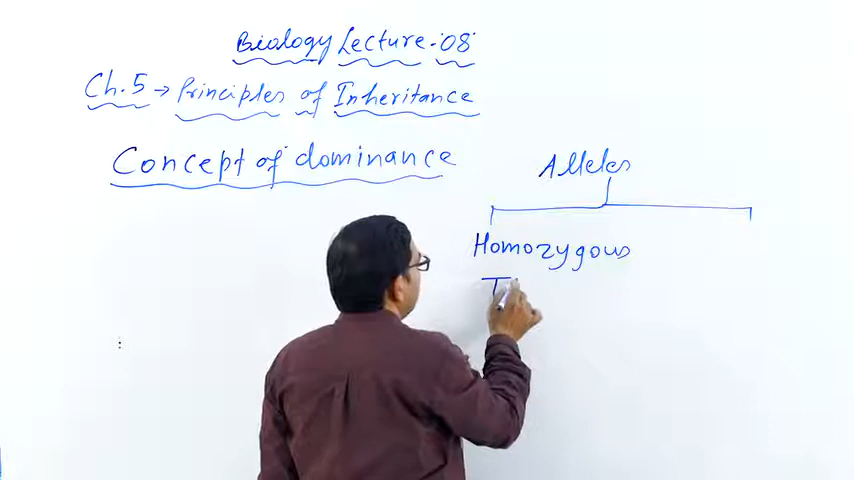 Biology Lecture-08
Ch.5 → Principles of Inheritance
Concept of dominance
Alleles
Homozygous
T